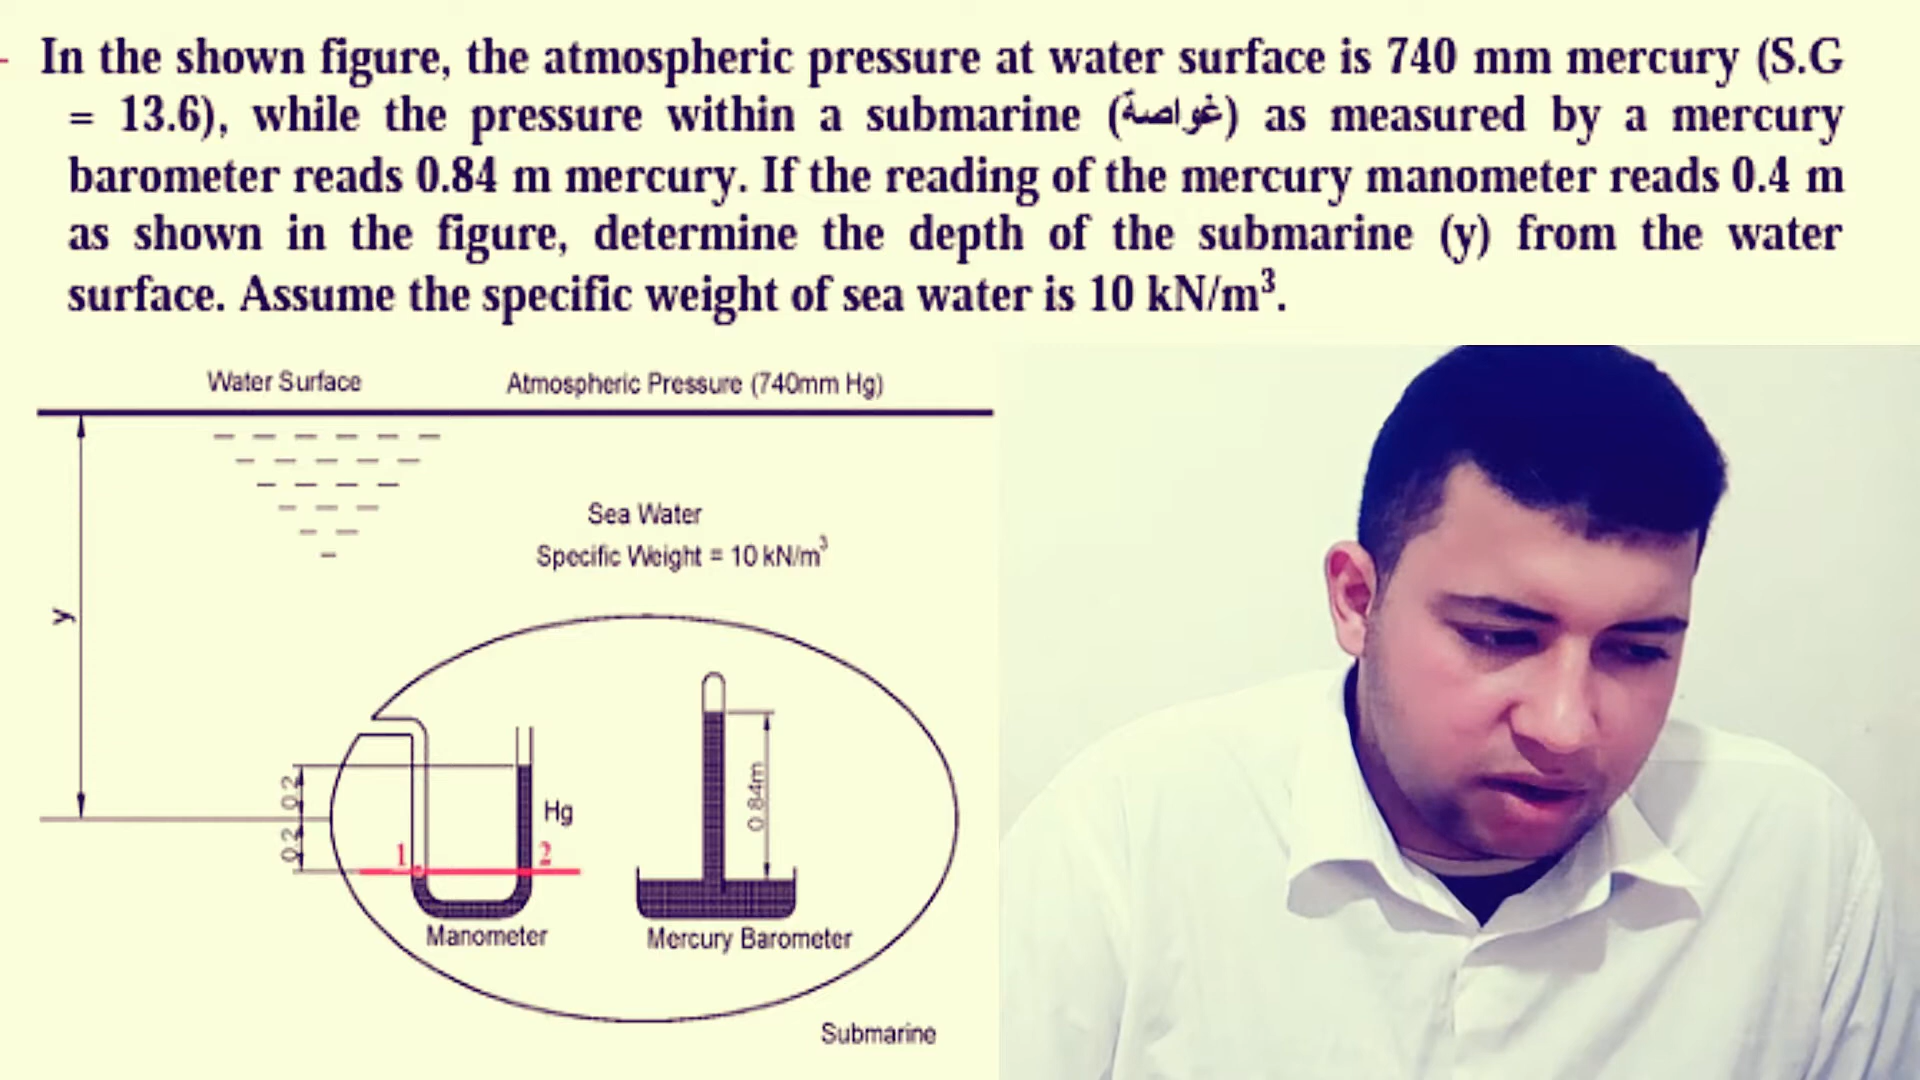 In the shown figure, the atmospheric pressure at water surface is 740 mm mercury (S.G
= 13.6), while the pressure within a submarine (غواصة) as measured by a mercury
barometer reads 0.84 m mercury. If the reading of the mercury manometer reads 0.4 m
as shown in the figure, determine the depth of the submarine (y) from the water
surface. Assume the specific weight of sea water is 10 kN/m³.
Water Surface
Atmospheric Pressure (740mm Hg)
Sea Water
Specific Weight = 10 kN/m³
y
0.2
0.2
Hg
0.84m
1
2
Manometer
Mercury Barometer
Submarine